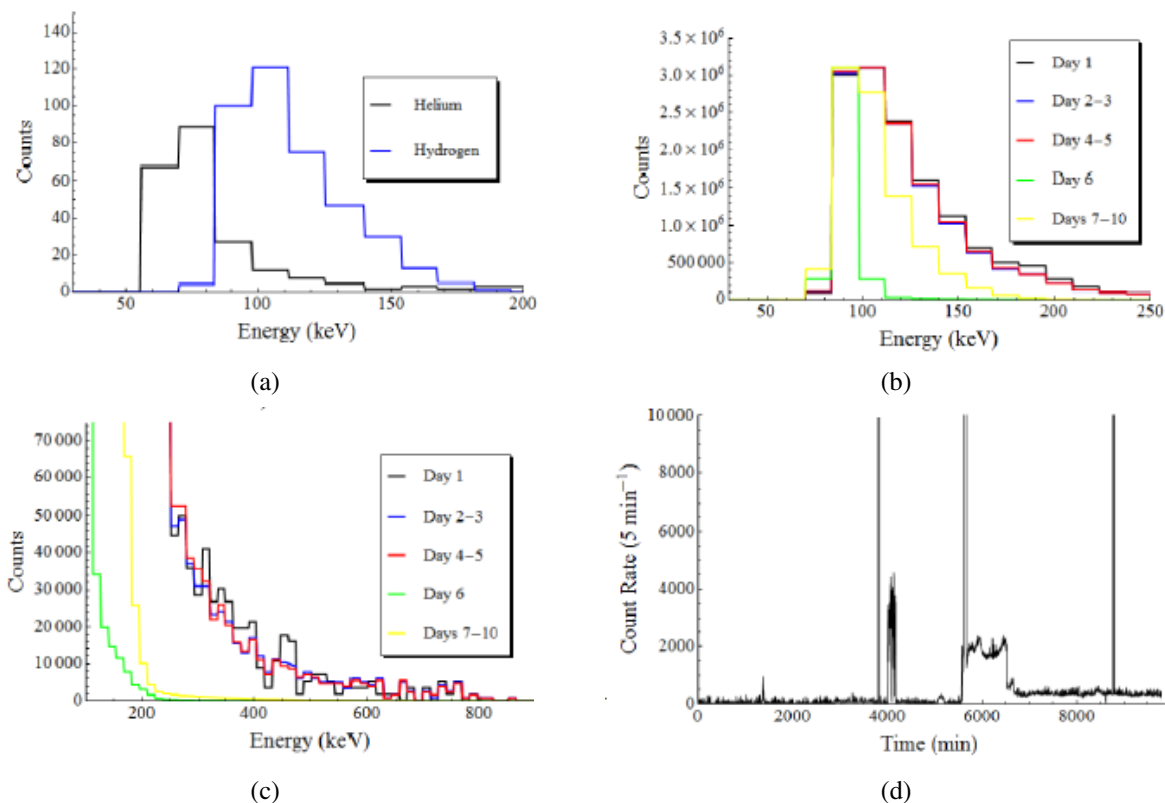 140
120
100
80
60
40
20
0
Counts
50
100
150
200
Energy (keV)
Helium
Hydrogen
(a)
3.5 × 10⁶
3.0 × 10⁶
2.5 × 10⁶
2.0 × 10⁶
1.5 × 10⁶
1.0 × 10⁶
500 000
0
Counts
50
100
150
200
250
Energy (keV)
Day 1
Day 2-3
Day 4-5
Day 6
Days 7-10
(b)
70 000
60 000
50 000
40 000
30 000
20 000
10 000
0
Counts
200
400
600
800
Energy (keV)
Day 1
Day 2-3
Day 4-5
Day 6
Days 7-10
(c)
10 000
8000
6000
4000
2000
0
Count Rate (5 min⁻¹)
0
2000
4000
6000
8000
Time (min)
(d)